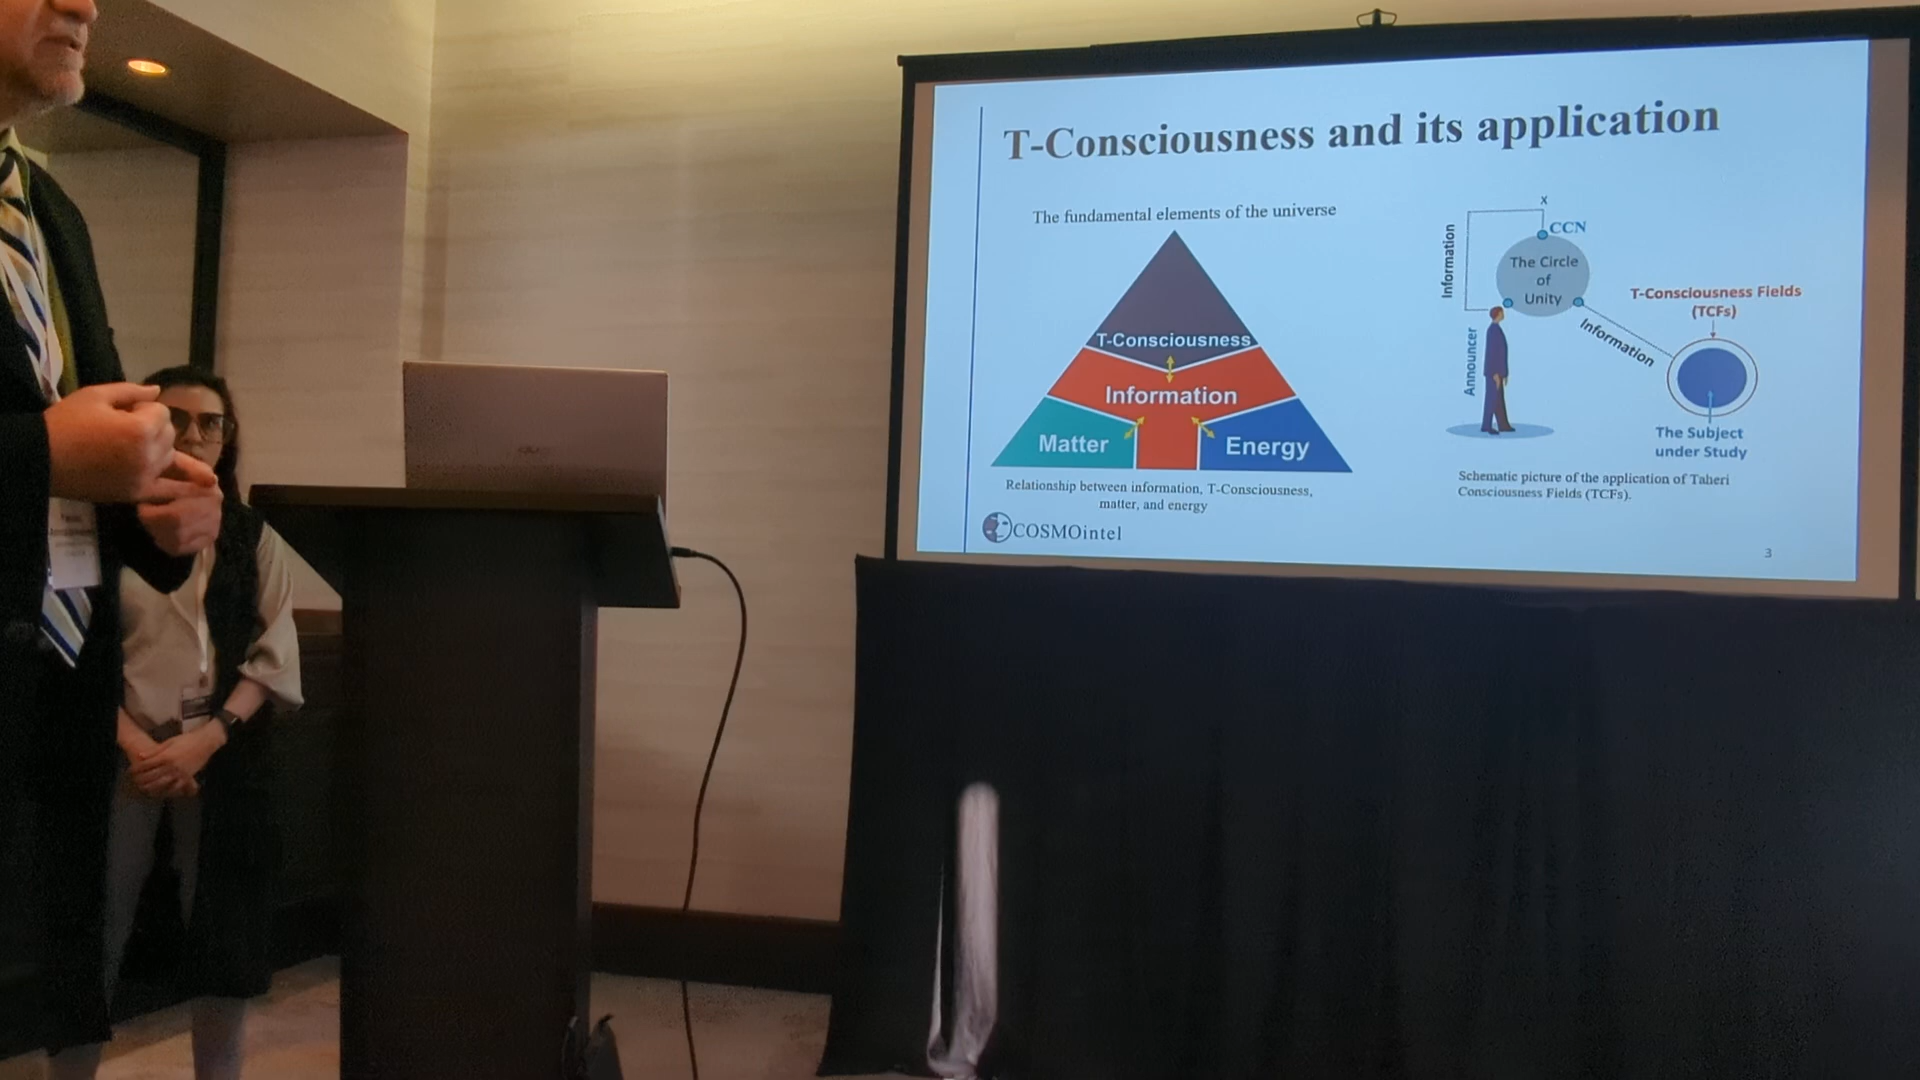 T-Consciousness and its application
The fundamental elements of the universe
T-Consciousness
Information
Matter
Energy
Relationship between information, T-Consciousness,
matter, and energy
COSMOintel
x
CCN
Information
The Circle
of
Unity
Announcer
Information
T-Consciousness Fields
(TCFs)
The Subject
under Study
Schematic picture of the application of Taheri
Consciousness Fields (TCFs).
3